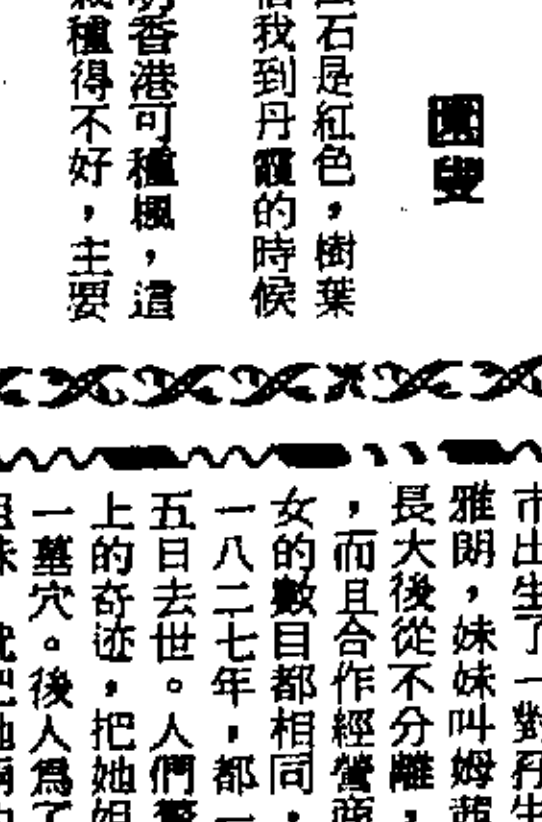 園叟
石是紅色，樹葉
我到丹霞的時候
香港可種楓，這
種得不好，主要
市出生了一對孖生
雅朗，妹妹叫姆
長大後從不分離，
，而且合作經營商
女的數目都相同，
一八二七年，都一
五日去世。人們驚
上的奇迹，把她姐
一墓穴。後人爲了